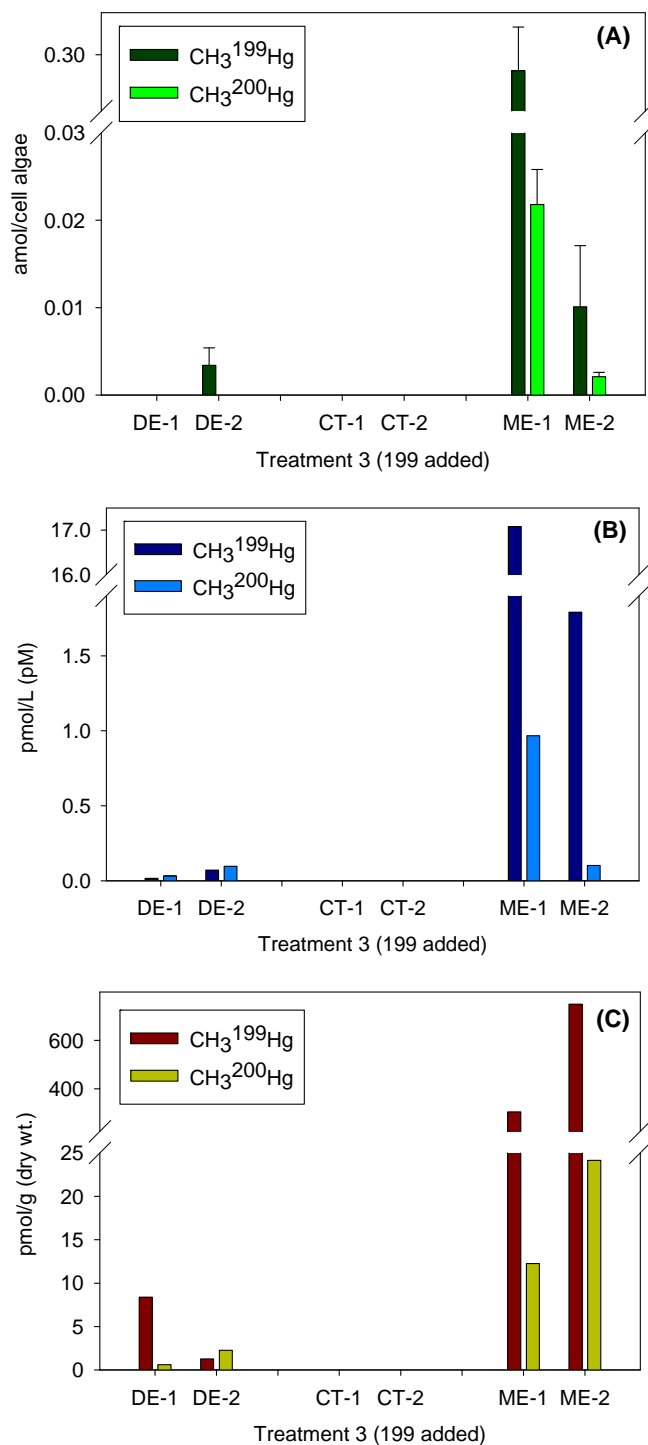 (A)
CH3199Hg
CH3200Hg
0.30
0.03
0.02
0.01
0.00
amol/cell algae
DE-1 DE-2 CT-1 CT-2 ME-1 ME-2
Treatment 3 (199 added)
(B)
CH3199Hg
CH3200Hg
17.0
16.0
1.5
1.0
0.5
0.0
pmol/L (pM)
DE-1 DE-2 CT-1 CT-2 ME-1 ME-2
Treatment 3 (199 added)
(C)
CH3199Hg
CH3200Hg
600
400
25
20
15
10
5
0
pmol/g (dry wt.)
DE-1 DE-2 CT-1 CT-2 ME-1 ME-2
Treatment 3 (199 added)